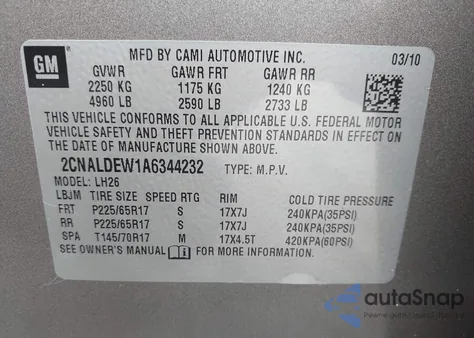 GM
MFD BY CAMI AUTOMOTIVE INC. 03/10
GVWR GAWR FRT GAWR RR
2250 KG 1175 KG 1240 KG
4960 LB 2590 LB 2733 LB
THIS VEHICLE CONFORMS TO ALL APPLICABLE U.S. FEDERAL MOTOR
VEHICLE SAFETY AND THEFT PREVENTION STANDARDS IN EFFECT ON
THE DATE OF MANUFACTURE SHOWN ABOVE.
2CNALDEW1A6344232 TYPE: M.P.V.
MODEL: LH26
LBJM TIRE SIZE SPEED RTG RIM COLD TIRE PRESSURE
FRT P225/65R17 S 17X7J 240KPA(35PSI)
RR P225/65R17 S 17X7J 240KPA(35PSI)
SPA T145/70R17 M 17X4.5T 420KPA(60PSI)
SEE OWNER'S MANUAL FOR MORE INFORMATION
autoSnap